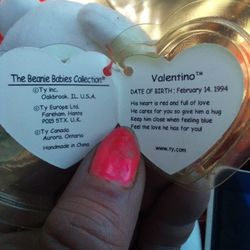 The Beanie Babies Collection®
©Ty Inc.
Oakbrook, IL. U.S.A.
©Ty Europe Ltd.
Fareham, Hants
PO15 5TX, U.K.
©Ty Canada
Aurora, Ontario
Handmade in China
Valentino™
DATE OF BIRTH: February 14, 1994
His heart is red and full of love
He cares for you so give him a hug
Keep him close when feeling blue
Feel the love he has for you!
www.ty.com